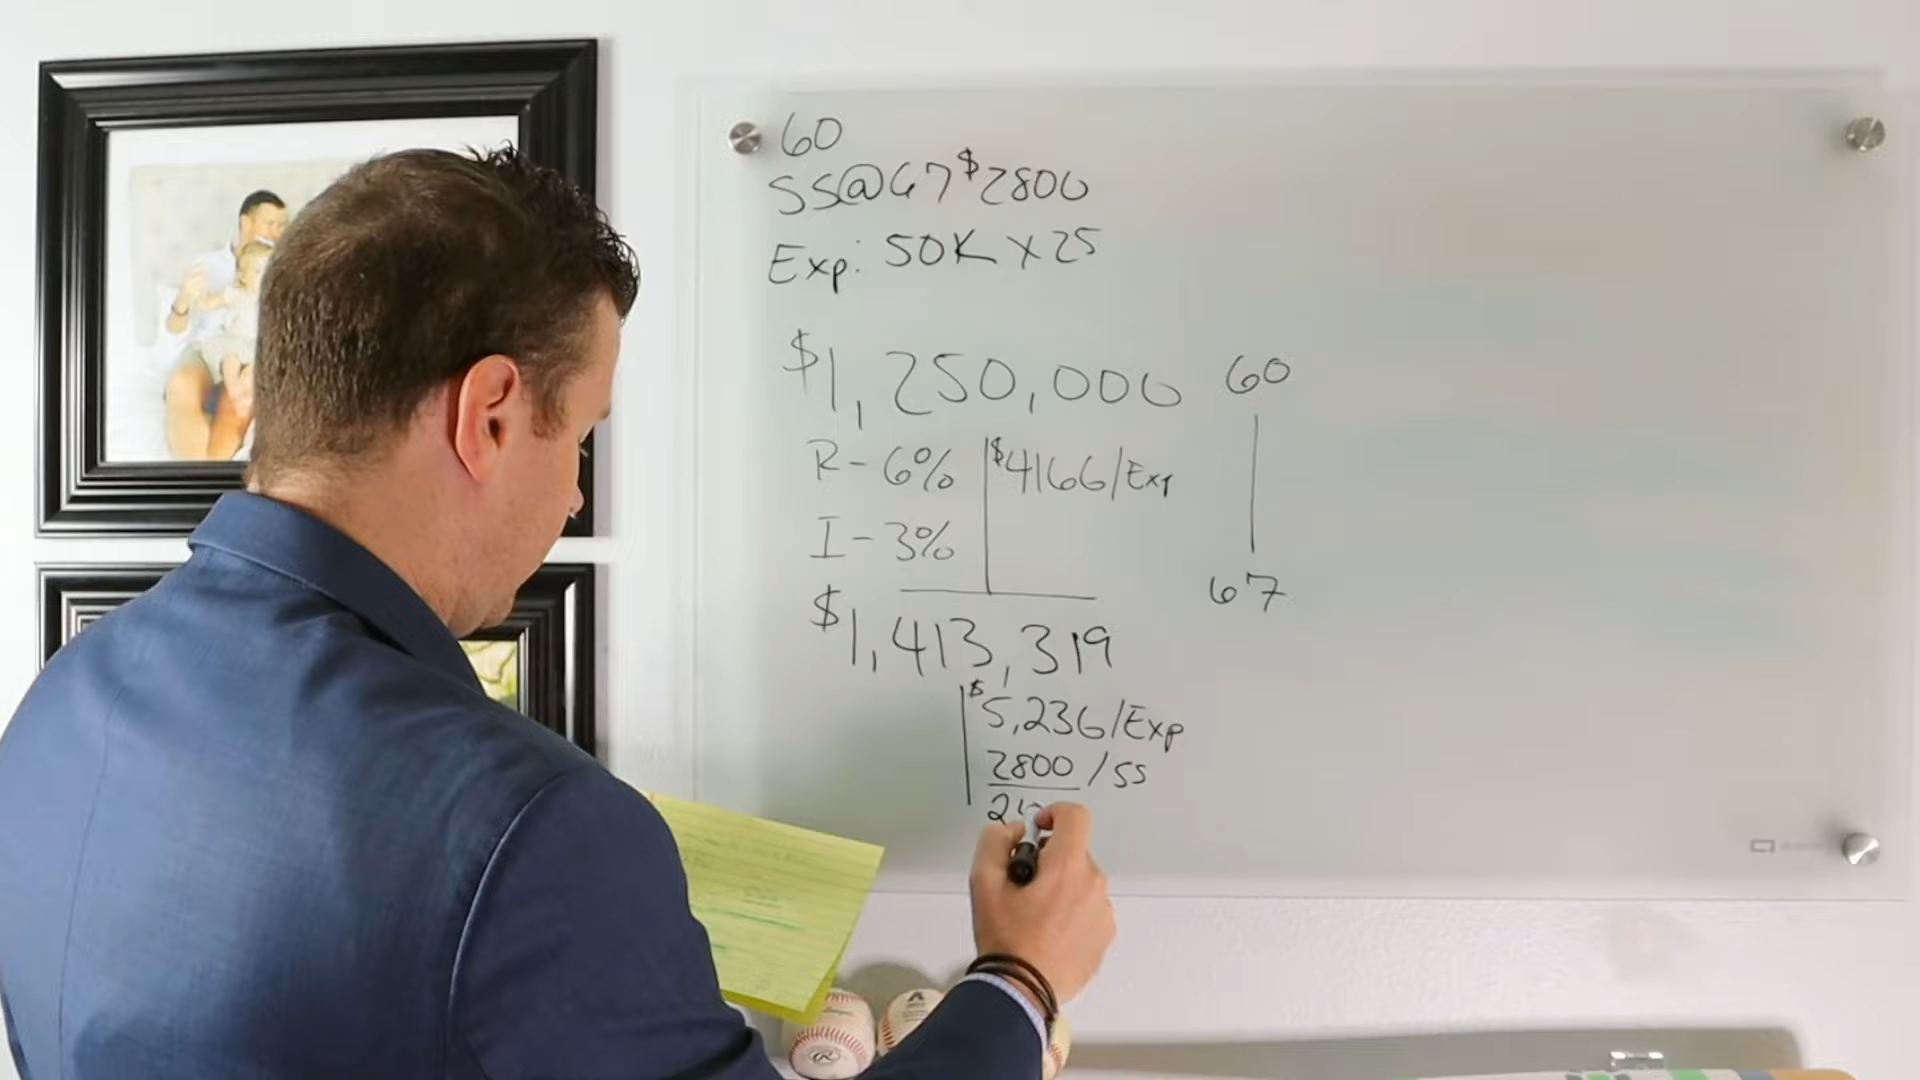 60
SS@67 $2800
Exp: 50K x 25
$1,250,000
60
R - 6%
$4166/Exp
I - 3%
67
$1,413,319
$5,236/Exp
2800/SS